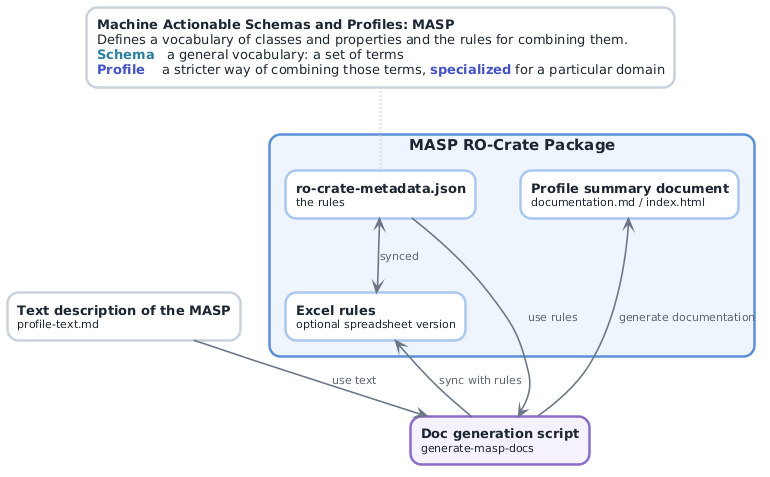 Machine Actionable Schemas and Profiles: MASP
Defines a vocabulary of classes and properties and the rules for combining them.
Schema a general vocabulary: a set of terms
Profile a stricter way of combining those terms, specialized for a particular domain
MASP RO-Crate Package
ro-crate-metadata.json
the rules
Profile summary document
documentation.md / index.html
synced
Excel rules
optional spreadsheet version
Text description of the MASP
profile-text.md
use rules
generate documentation
use text
sync with rules
Doc generation script
generate-masp-docs